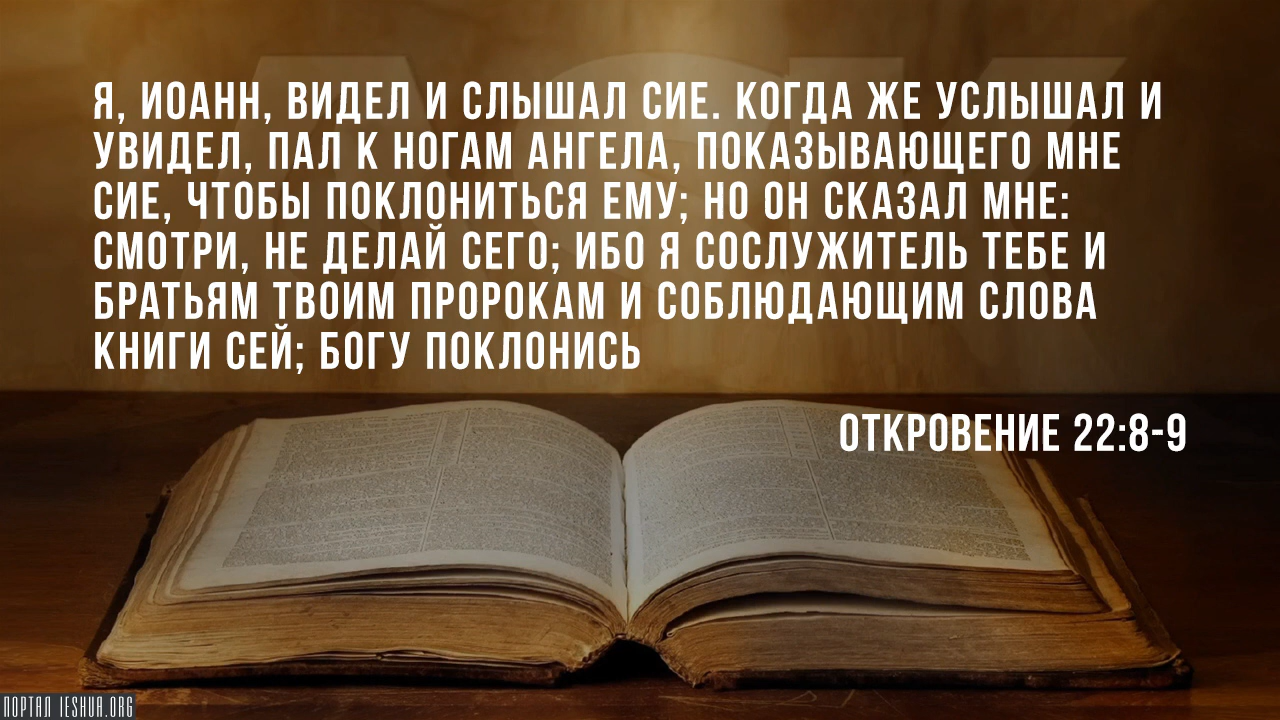 Я, ИОАНН, ВИДЕЛ И СЛЫШАЛ СИЕ. КОГДА ЖЕ УСЛЫШАЛ И
УВИДЕЛ, ПАЛ К НОГАМ АНГЕЛА, ПОКАЗЫВАЮЩЕГО МНЕ
СИЕ, ЧТОБЫ ПОКЛОНИТЬСЯ ЕМУ; НО ОН СКАЗАЛ МНЕ:
СМОТРИ, НЕ ДЕЛАЙ СЕГО; ИБО Я СОСЛУЖИТЕЛЬ ТЕБЕ И
БРАТЬЯМ ТВОИМ ПРОРОКАМ И СОБЛЮДАЮЩИМ СЛОВА
КНИГИ СЕЙ; БОГУ ПОКЛОНИСЬ
ОТКРОВЕНИЕ 22:8-9
ПОРТАЛ IESHUA.ORG